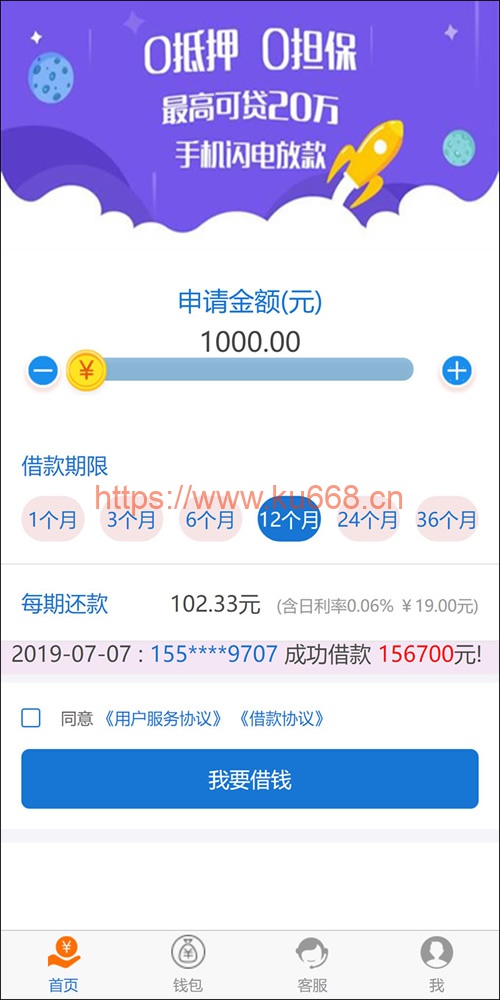 0抵押 0担保
最高可贷20万
手机闪电放款
申请金额(元)
1000.00
¥
借款期限
https://www.ku668.cn
1个月 3个月 6个月 12个月 24个月 36个月
每期还款 102.33元 (含日利率0.06% ¥19.00元)
2019-07-07 : 155****9707 成功借款 156700元!
同意 《用户服务协议》 《借款协议》
我要借钱
首页 钱包 客服 我